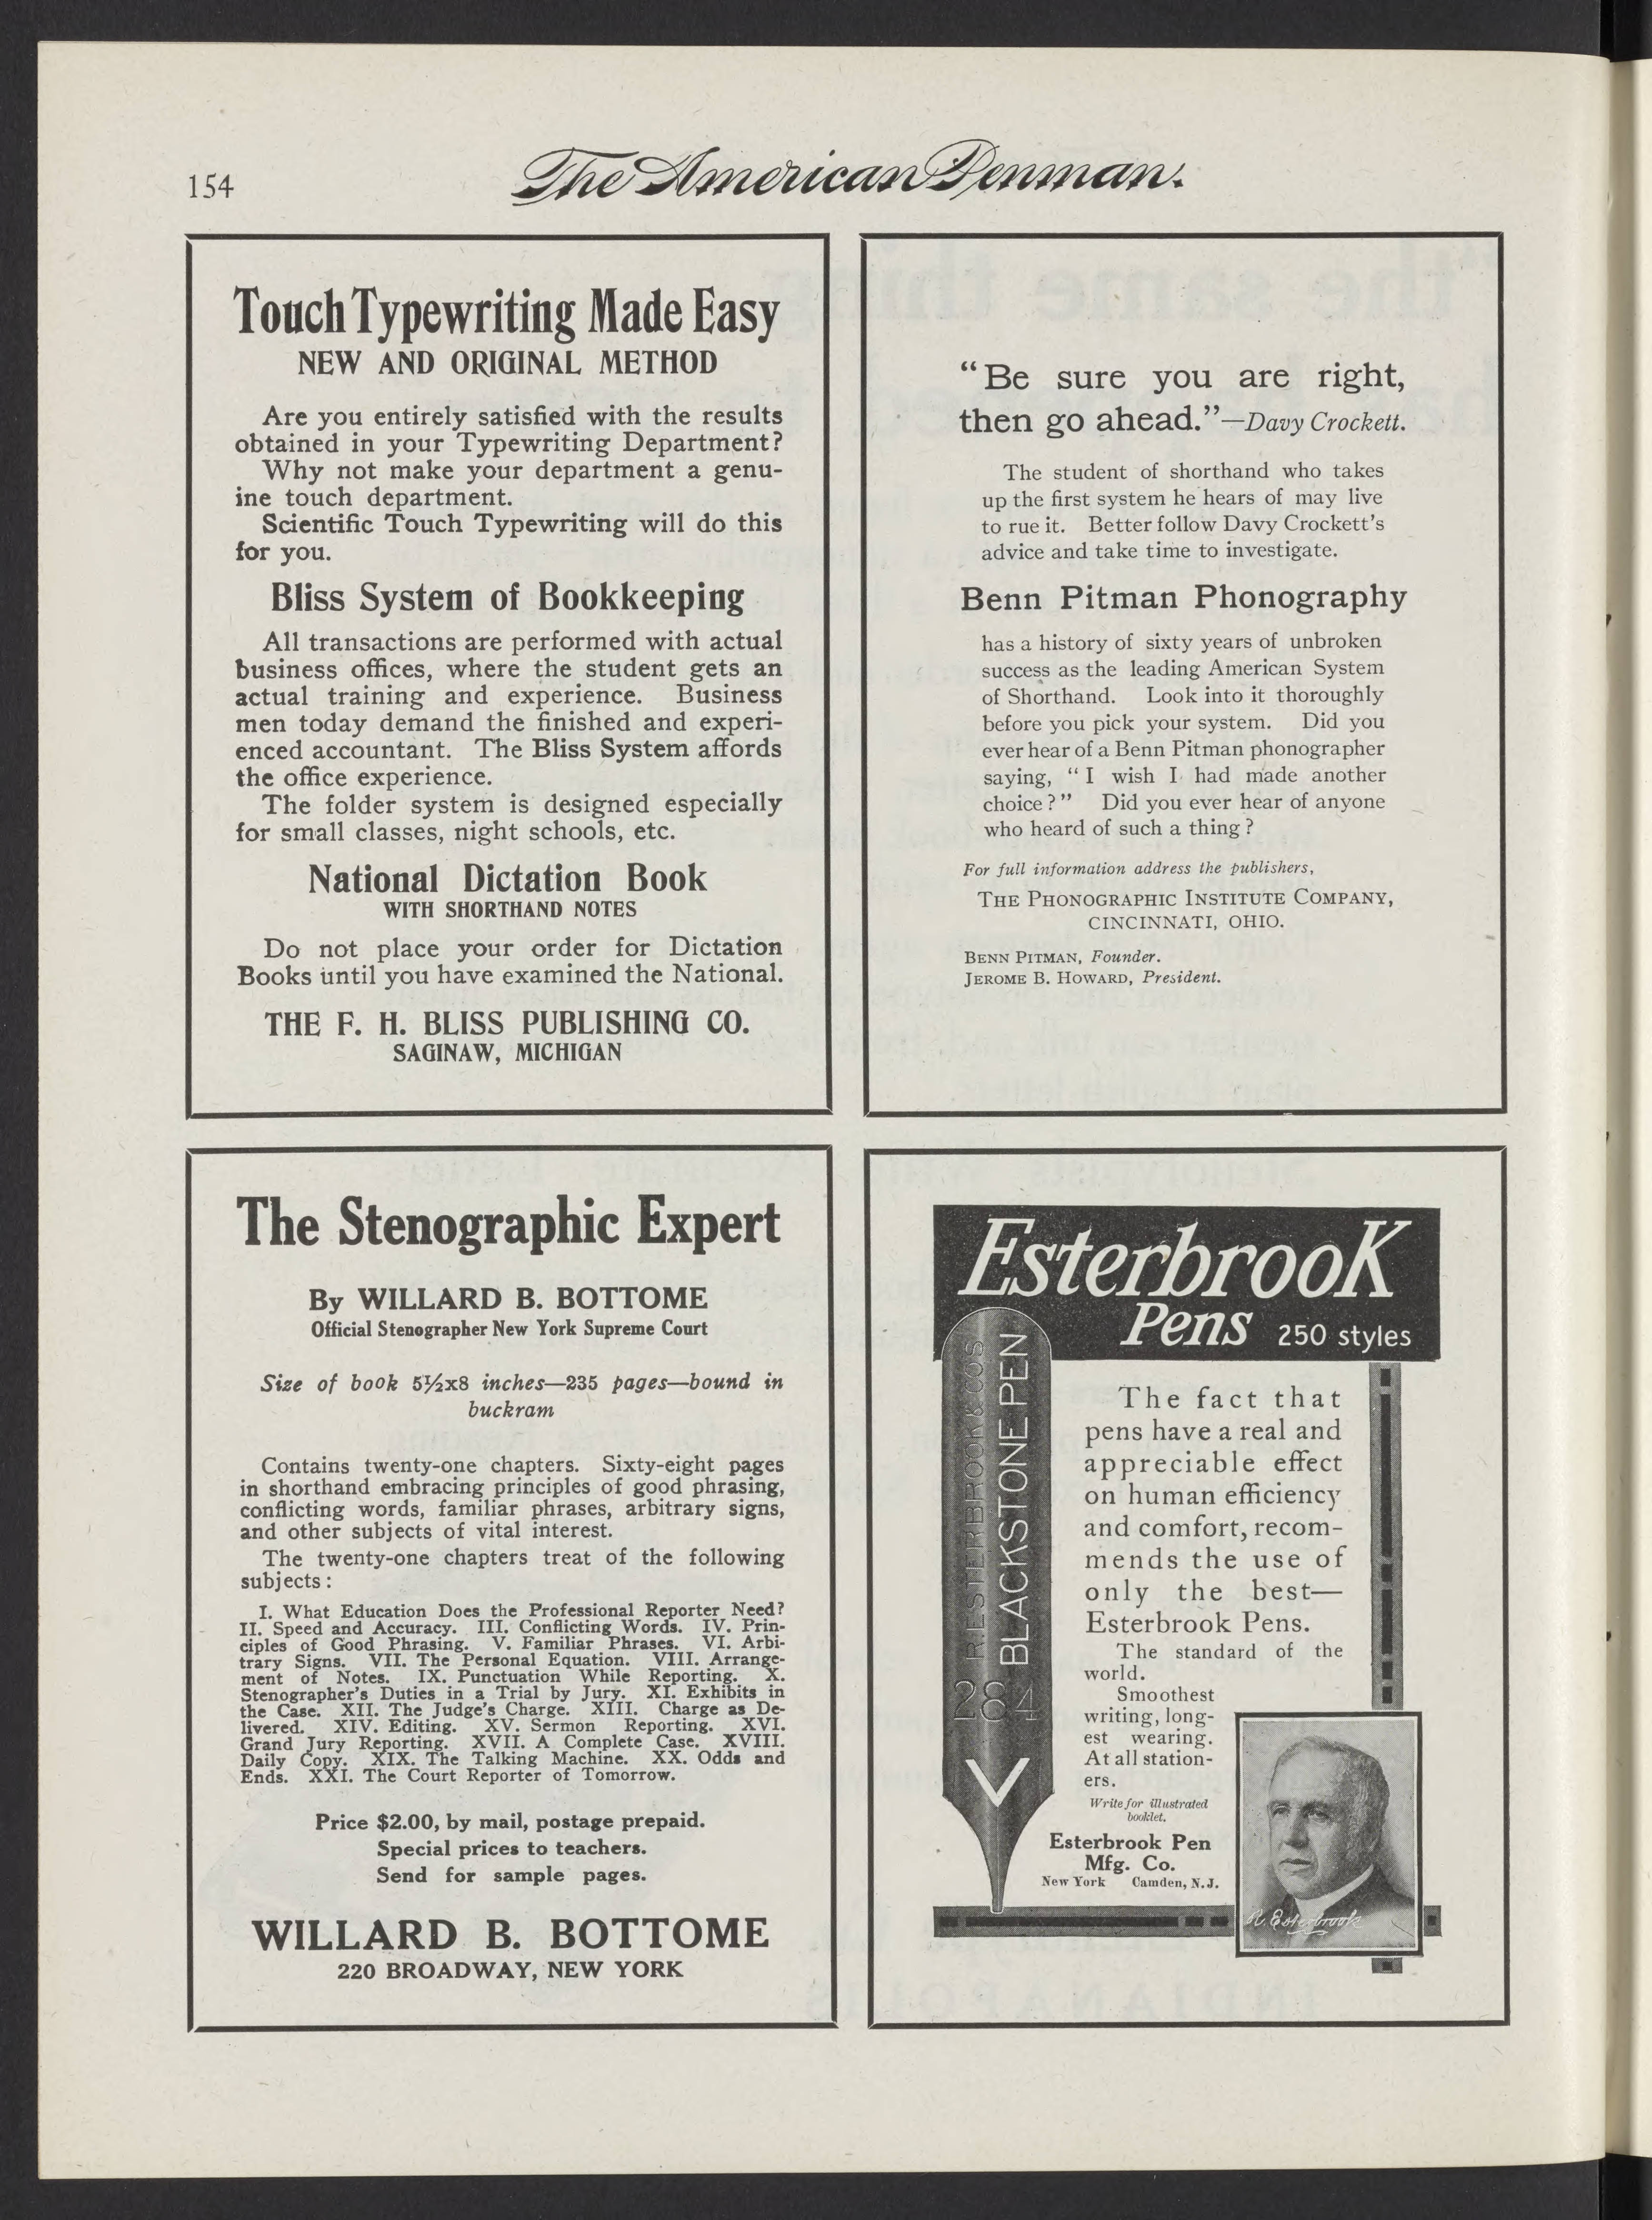 154
The American Penman.
Touch Typewriting Made Easy
NEW AND ORIGINAL METHOD
Are you entirely satisfied with the results
obtained in your Typewriting Department?
Why not make your department a genu-
ine touch department.
Scientific Touch Typewriting will do this
for you.
Bliss System of Bookkeeping
All transactions are performed with actual
business offices, where the student gets an
actual training and experience. Business
men today demand the finished and experi-
enced accountant. The Bliss System affords
the office experience.
The folder system is designed especially
for small classes, night schools, etc.
National Dictation Book
WITH SHORTHAND NOTES
Do not place your order for Dictation
Books until you have examined the National.
THE F. H. BLISS PUBLISHING CO.
SAGINAW, MICHIGAN
"Be sure you are right,
then go ahead."—Davy Crockett.
The student of shorthand who takes
up the first system he hears of may live
to rue it. Better follow Davy Crockett's
advice and take time to investigate.
Benn Pitman Phonography
has a history of sixty years of unbroken
success as the leading American System
of Shorthand. Look into it thoroughly
before you pick your system. Did you
ever hear of a Benn Pitman phonographer
saying, "I wish I had made another
choice?" Did you ever hear of anyone
who heard of such a thing?
For full information address the publishers,
THE PHONOGRAPHIC INSTITUTE COMPANY,
CINCINNATI, OHIO.
BENN PITMAN, Founder.
JEROME B. HOWARD, President.
The Stenographic Expert
By WILLARD B. BOTTOME
Official Stenographer New York Supreme Court
Size of book 5½x8 inches—235 pages—bound in
buckram
Contains twenty-one chapters. Sixty-eight pages
in shorthand embracing principles of good phrasing,
conflicting words, familiar phrases, arbitrary signs,
and other subjects of vital interest.
The twenty-one chapters treat of the following
subjects:
I. What Education Does the Professional Reporter Need?
II. Speed and Accuracy. III. Conflicting Words. IV. Prin-
ciples of Good Phrasing. V. Familiar Phrases. VI. Arbi-
trary Signs. VII. The Personal Equation. VIII. Arrange-
ment of Notes. IX. Punctuation While Reporting. X.
Stenographer's Duties in a Trial by Jury. XI. Exhibits in
the Case. XII. The Judge's Charge. XIII. Charge as De-
livered. XIV. Editing. XV. Sermon Reporting. XVI.
Grand Jury Reporting. XVII. A Complete Case. XVIII.
Daily Copy. XIX. The Talking Machine. XX. Odds and
Ends. XXI. The Court Reporter of Tomorrow.
Price $2.00, by mail, postage prepaid.
Special prices to teachers.
Send for sample pages.
WILLARD B. BOTTOME
220 BROADWAY, NEW YORK
Esterbrook
Pens 250 styles
R. ESTERBROOK & CO'S
BLACKSTONE PEN
284
The fact that
pens have a real and
appreciable effect
on human efficiency
and comfort, recom-
mends the use of
only the best—
Esterbrook Pens.
The standard of the
world.
Smoothest
writing, long-
est wearing.
At all station-
ers.
Write for illustrated
booklet.
Esterbrook Pen
Mfg. Co.
New York Camden, N.J.
R. Esterbrook